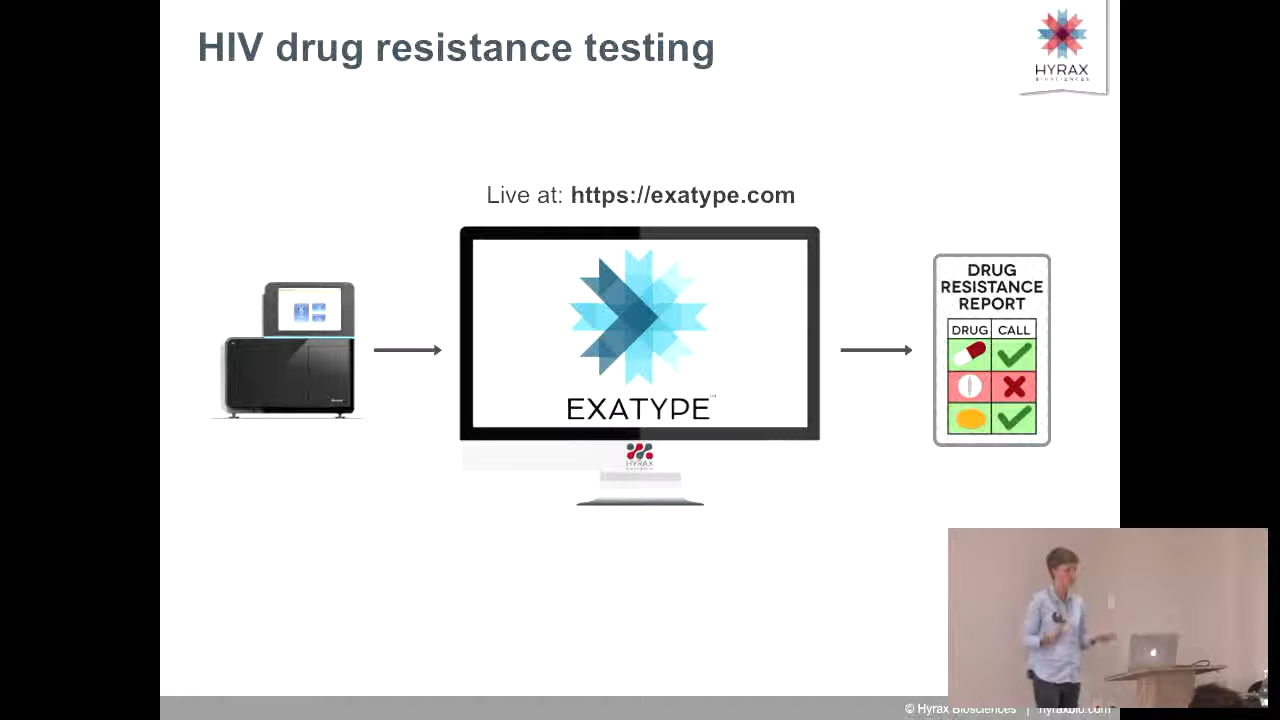 HIV drug resistance testing
HYRAX
BIOSCIENCES
Live at: https://exatype.com
EXATYPE
HYRAX
DRUG
RESISTANCE
REPORT
DRUG CALL
© Hyrax Biosciences | hyraxbio.com